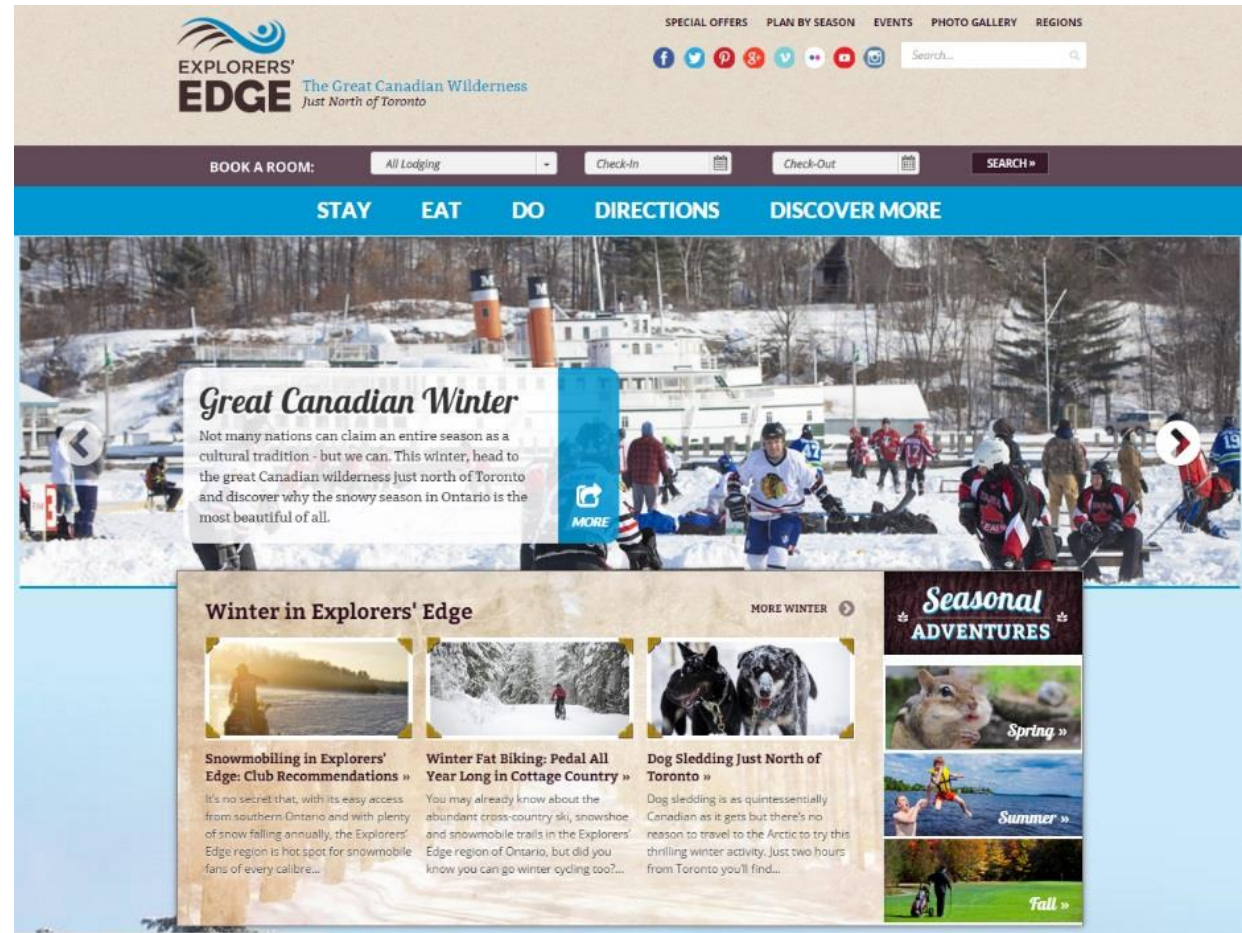 SPECIAL OFFERS PLAN BY SEASON EVENTS PHOTO GALLERY REGIONS
Search...
EXPLORERS'
EDGE
The Great Canadian Wilderness
Just North of Toronto
BOOK A ROOM: All Lodging Check-In Check-Out SEARCH »
STAY EAT DO DIRECTIONS DISCOVER MORE
Great Canadian Winter
Not many nations can claim an entire season as a
cultural tradition - but we can. This winter, head to
the great Canadian wilderness just north of Toronto
and discover why the snowy season in Ontario is the
most beautiful of all.
MORE
Winter in Explorers' Edge
MORE WINTER
Snowmobiling in Explorers'
Edge: Club Recommendations »
It's no secret that, with its easy access
from southern Ontario and with plenty
of snow falling annually, the Explorers'
Edge region is hot spot for snowmobile
fans of every calibre...
Winter Fat Biking: Pedal All
Year Long in Cottage Country »
You may already know about the
abundant cross-country ski, snowshoe
and snowmobile trails in the Explorers'
Edge region of Ontario, but did you
know you can go winter cycling too?...
Dog Sledding Just North of
Toronto »
Dog sledding is as quintessentially
Canadian as it gets but there's no
reason to travel to the Arctic to try this
thrilling winter activity. Just two hours
from Toronto you'll find...
Seasonal
ADVENTURES
Spring »
Summer »
Fall »